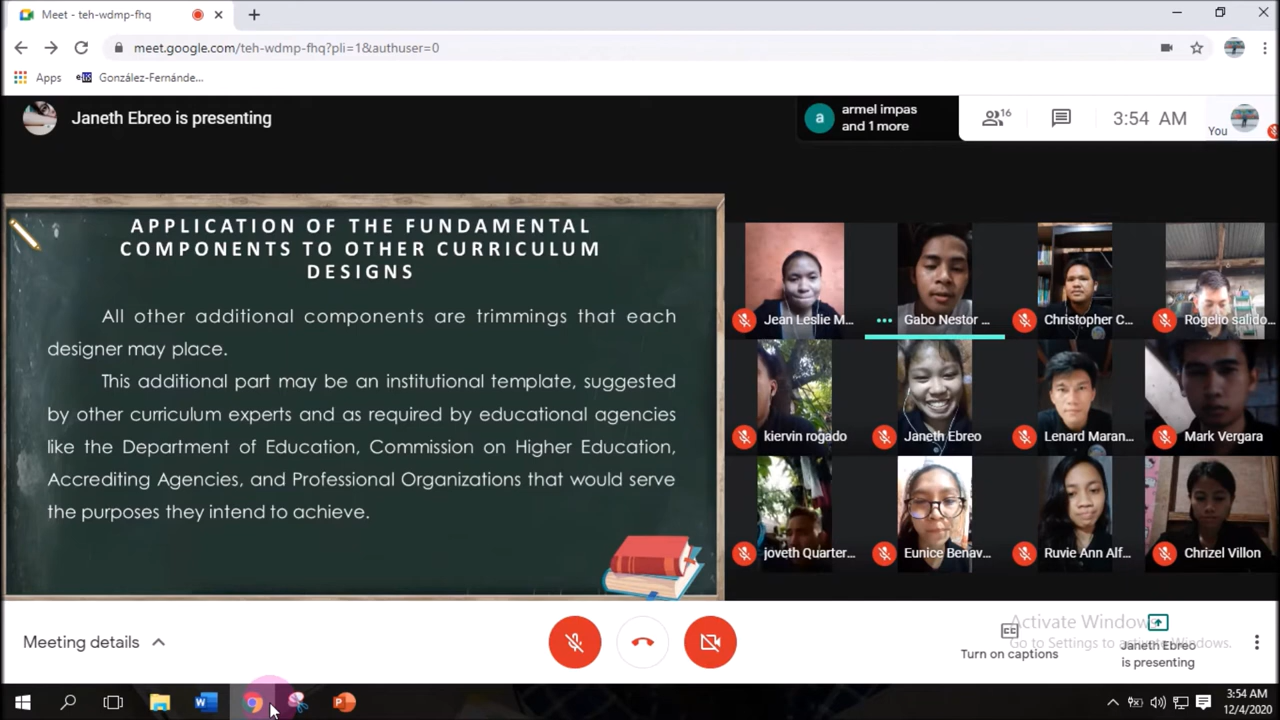 Meet - teh-wdmp-fhq
meet.google.com/teh-wdmp-fhq?pli=1&authuser=0
Apps
González-Fernánde...
Janeth Ebreo is presenting
a
armel impas
and 1 more
16
3:54 AM
You
APPLICATION OF THE FUNDAMENTAL
COMPONENTS TO OTHER CURRICULUM
DESIGNS
All other additional components are trimmings that each
designer may place.
This additional part may be an institutional template, suggested
by other curriculum experts and as required by educational agencies
like the Department of Education, Commission on Higher Education,
Accrediting Agencies, and Professional Organizations that would serve
the purposes they intend to achieve.
Jean Leslie M...
Gabo Nestor ...
Christopher C...
Rogelio salido...
kiervin rogado
Janeth Ebreo
Lenard Maran...
Mark Vergara
joveth Quarter...
Eunice Benav...
Ruvie Ann Alf...
Chrizel Villon
Meeting details
CC
Turn on captions
Janeth Ebreo
is presenting
Activate Windows
Go to Settings to activate Windows.
3:54 AM
12/4/2020